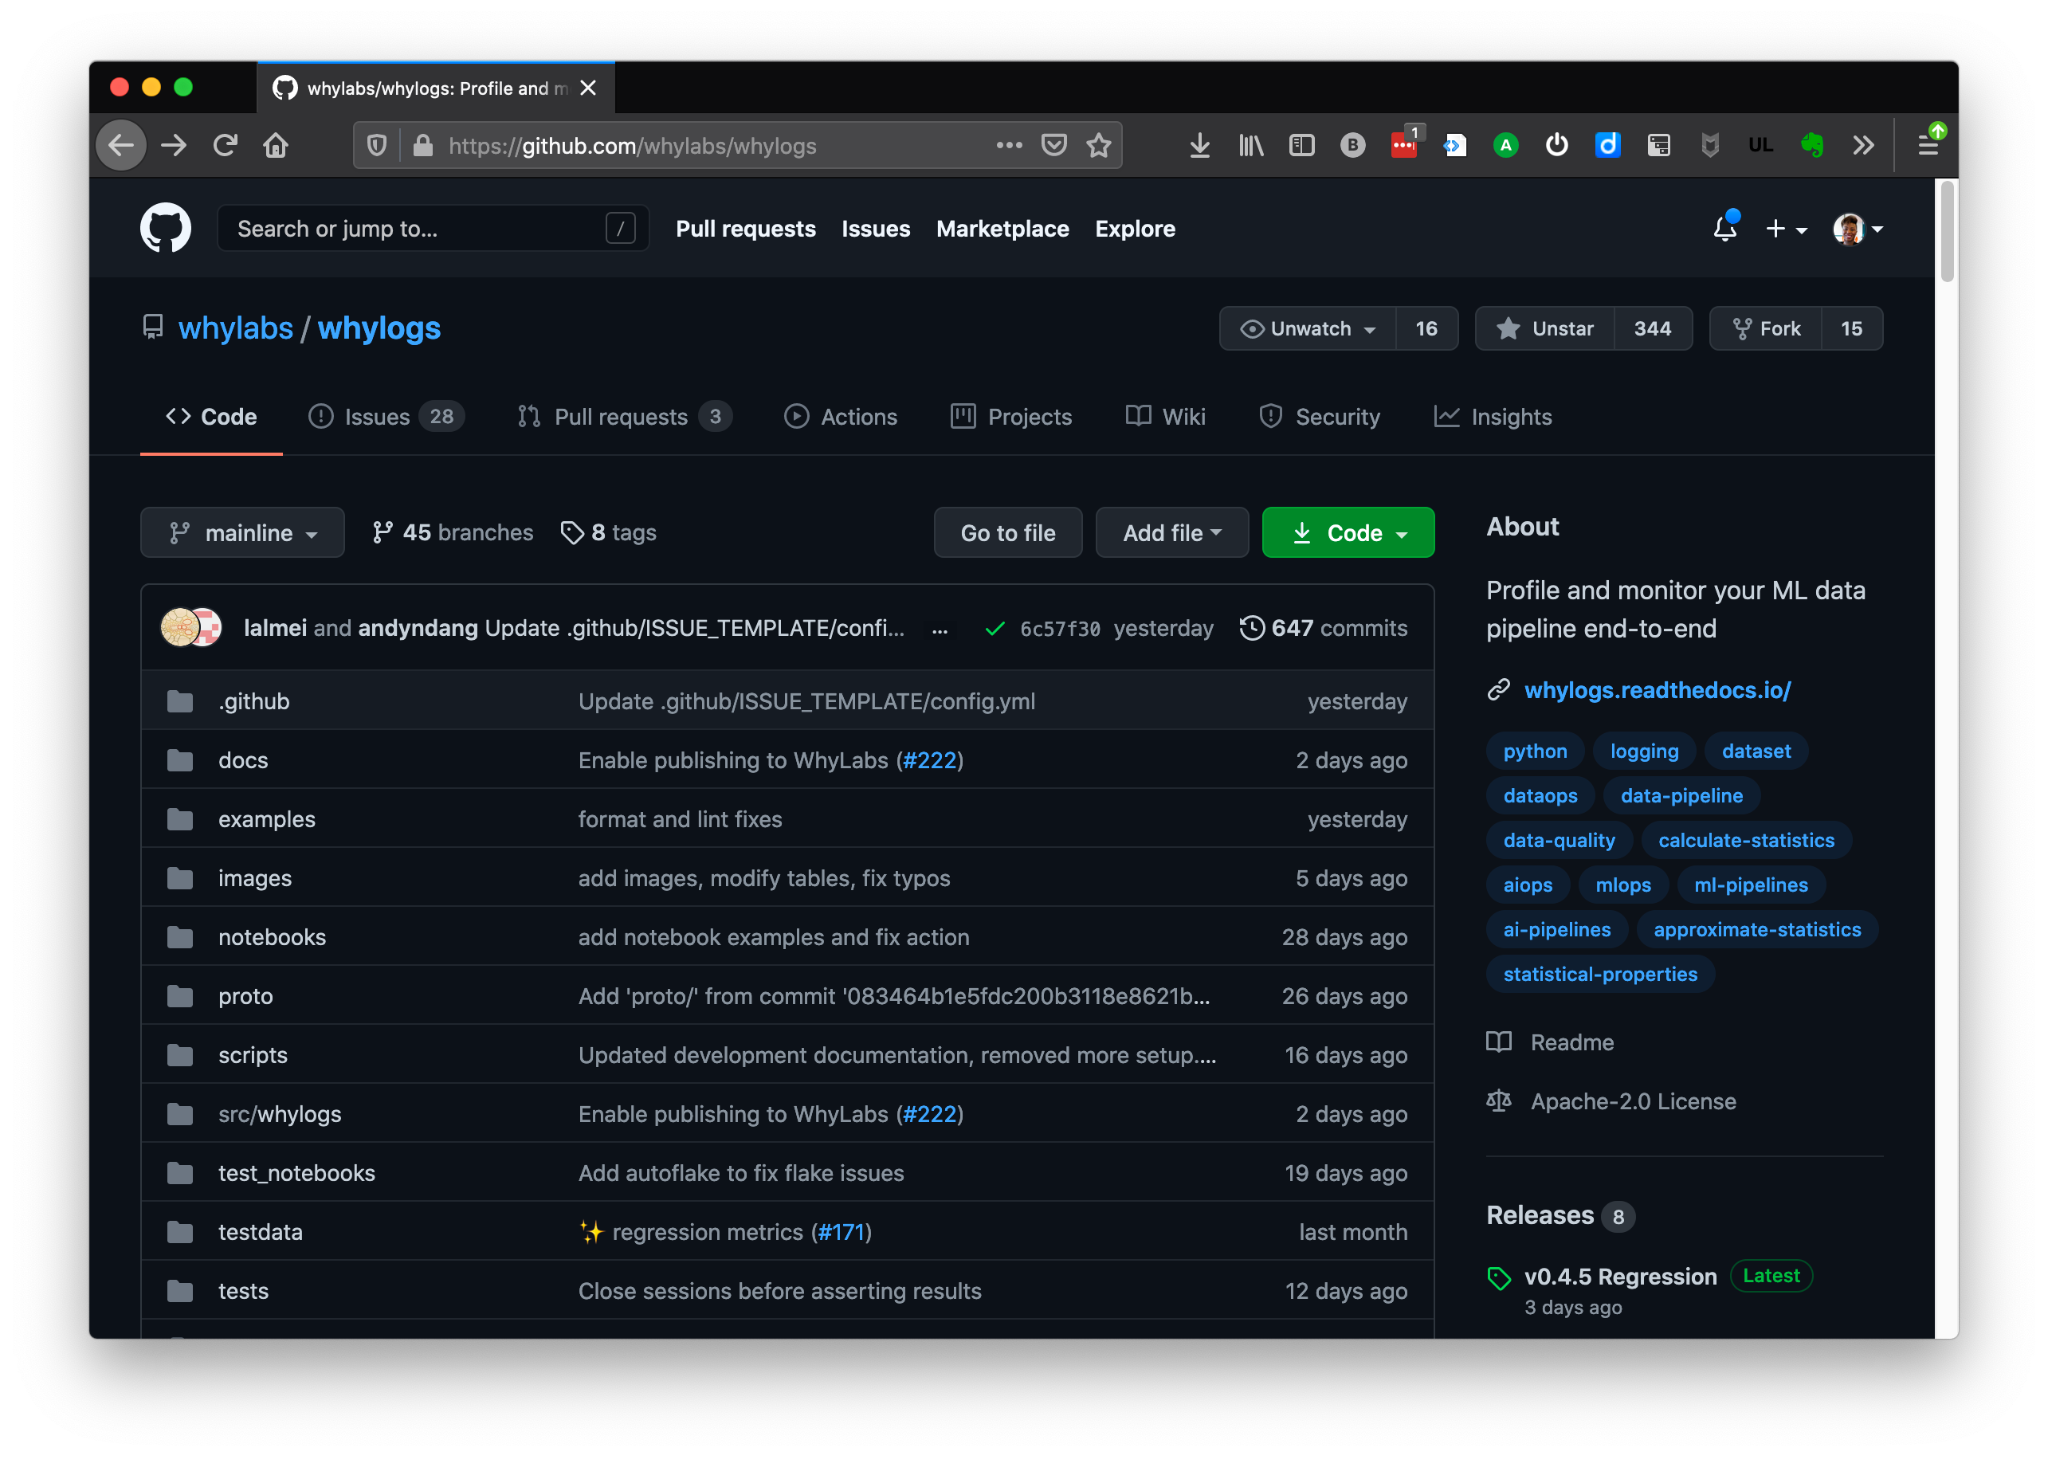 whylabs/whylogs: Profile and m
https://github.com/whylabs/whylogs
1
UL
Search or jump to... /
Pull requests Issues Marketplace Explore
whylabs / whylogs
Unwatch 16 Unstar 344 Fork 15
Code Issues 28 Pull requests 3 Actions Projects Wiki Security Insights
mainline 45 branches 8 tags Go to file Add file Code
lalmei and andyndang Update .github/ISSUE_TEMPLATE/confi... ... 6c57f30 yesterday 647 commits
.github Update .github/ISSUE_TEMPLATE/config.yml yesterday
docs Enable publishing to WhyLabs (#222) 2 days ago
examples format and lint fixes yesterday
images add images, modify tables, fix typos 5 days ago
notebooks add notebook examples and fix action 28 days ago
proto Add 'proto/' from commit '083464b1e5fdc200b3118e8621b... 26 days ago
scripts Updated development documentation, removed more setup.... 16 days ago
src/whylogs Enable publishing to WhyLabs (#222) 2 days ago
test_notebooks Add autoflake to fix flake issues 19 days ago
testdata ✨ regression metrics (#171) last month
tests Close sessions before asserting results 12 days ago
About
Profile and monitor your ML data
pipeline end-to-end
whylogs.readthedocs.io/
python logging dataset
dataops data-pipeline
data-quality calculate-statistics
aiops mlops ml-pipelines
ai-pipelines approximate-statistics
statistical-properties
Readme
Apache-2.0 License
Releases 8
v0.4.5 Regression Latest
3 days ago